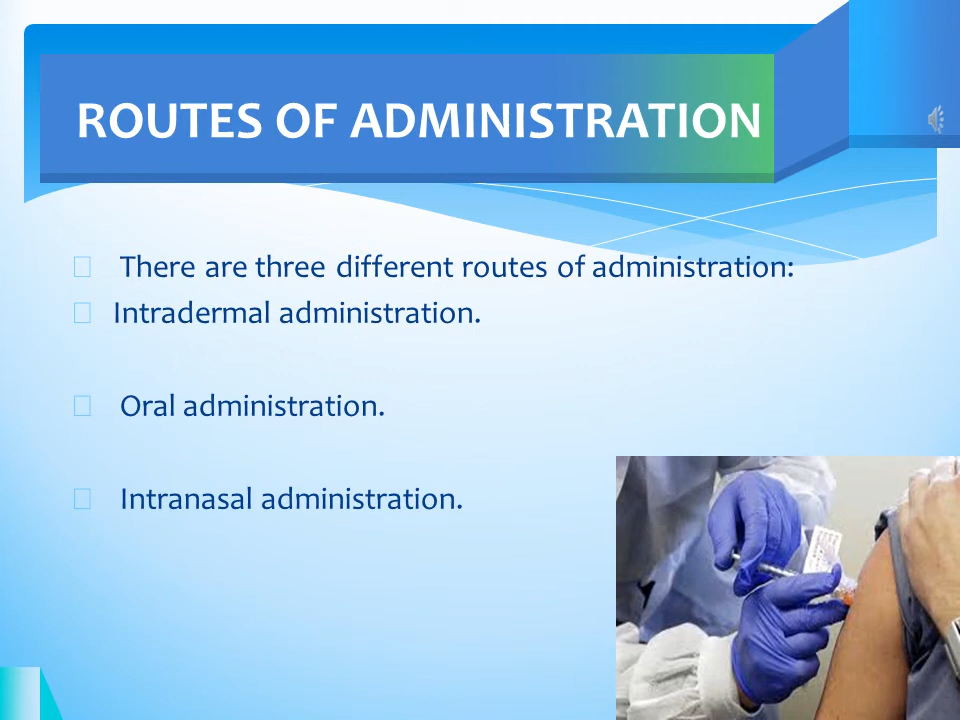 ROUTES OF ADMINISTRATION
There are three different routes of administration:
Intradermal administration.
Oral administration.
Intranasal administration.